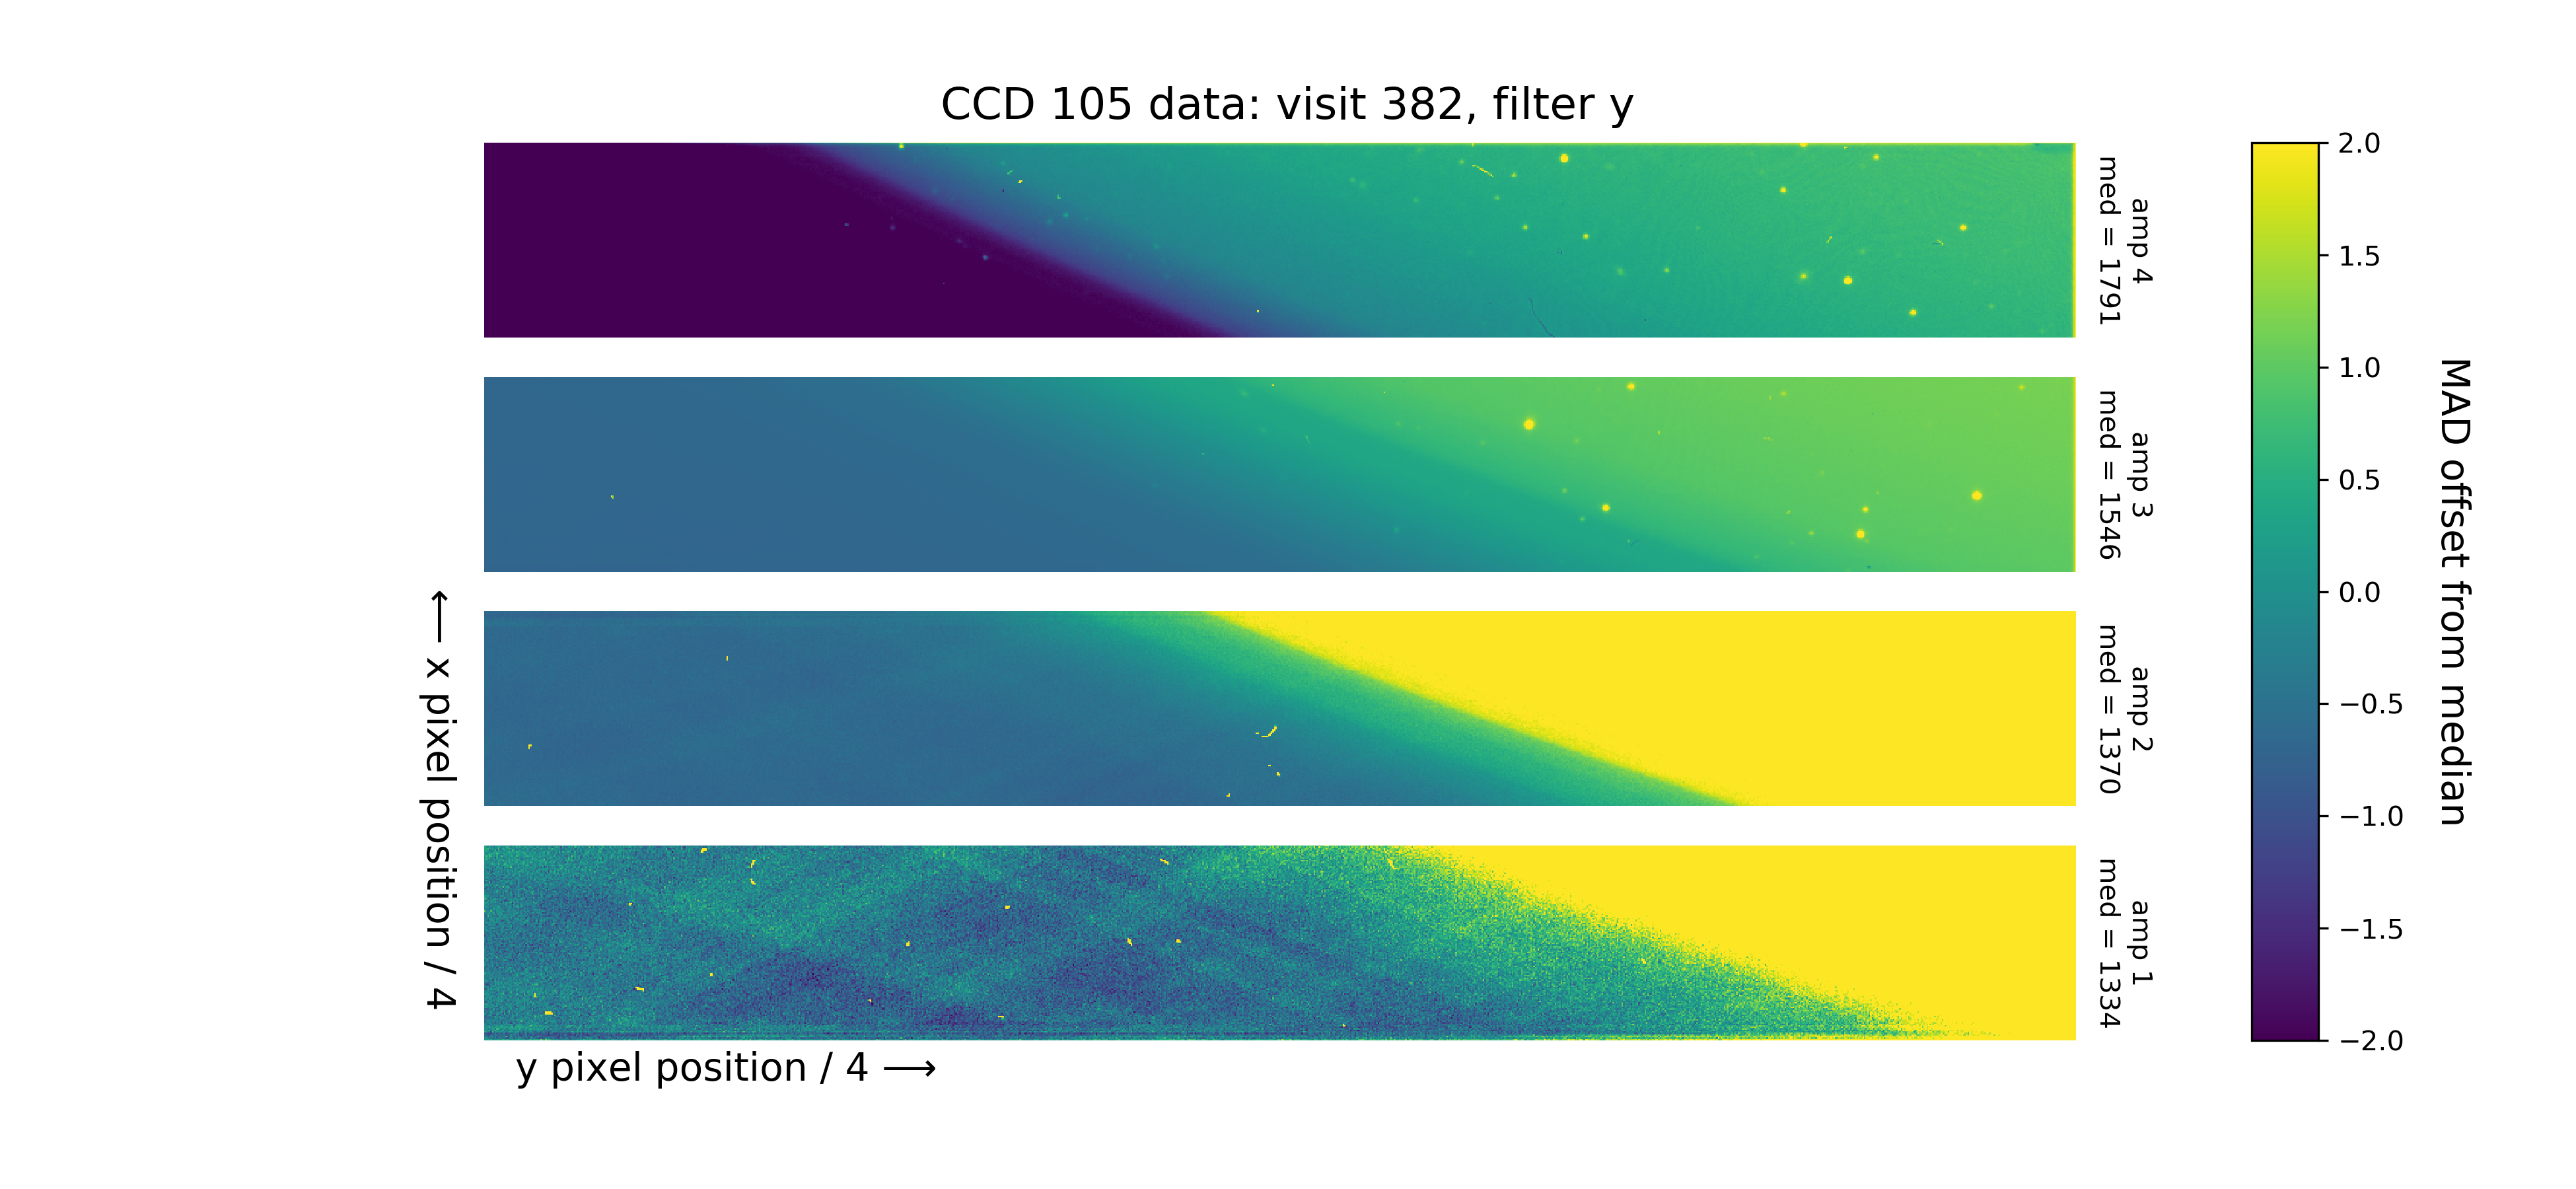 CCD 105 data: visit 382, filter y
amp 4
med = 1791
amp 3
med = 1546
amp 2
med = 1370
amp 1
med = 1334
⟵ x pixel position / 4
y pixel position / 4 ⟶
2.0
1.5
1.0
0.5
0.0
−0.5
−1.0
−1.5
−2.0
MAD offset from median